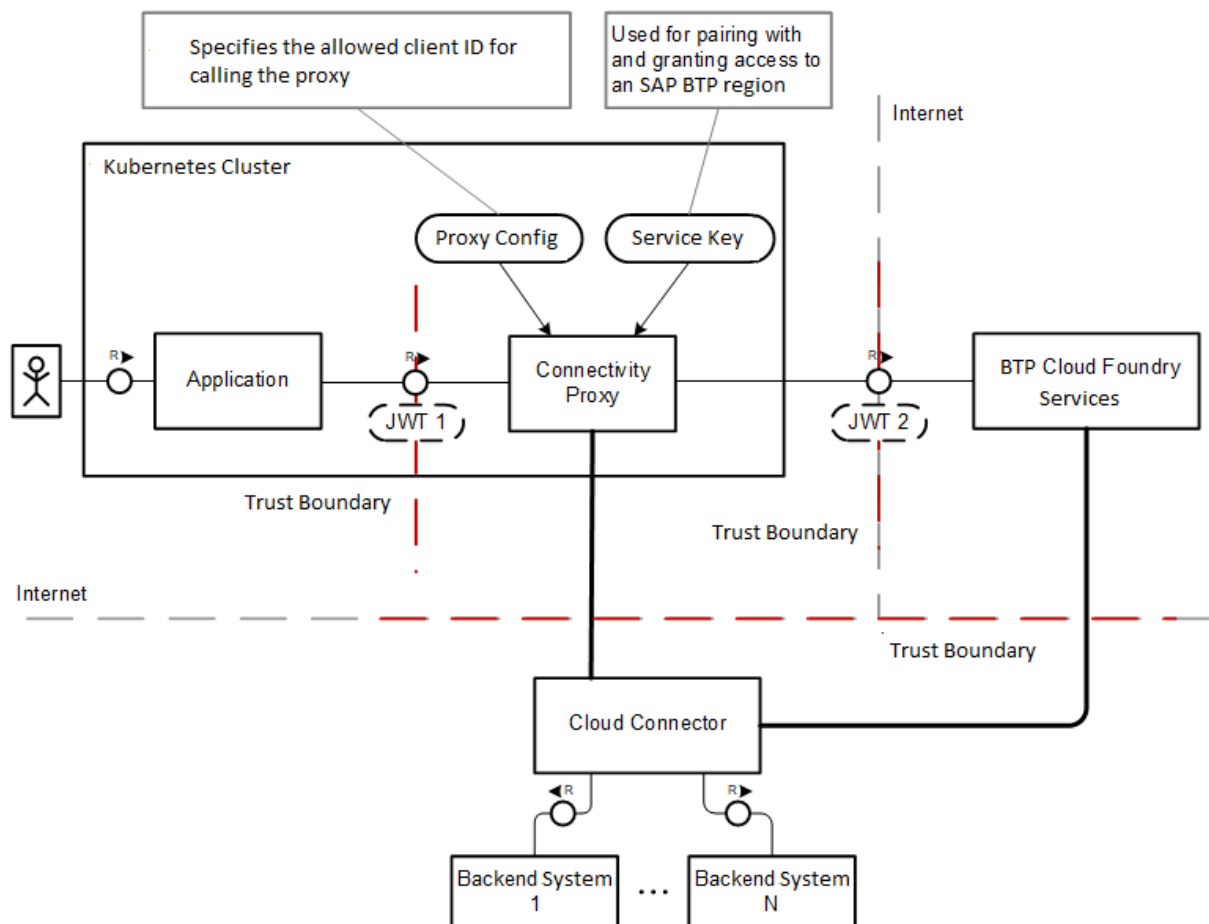 Specifies the allowed client ID for
calling the proxy
Used for pairing with
and granting access to
an SAP BTP region
Internet
Kubernetes Cluster
Proxy Config
Service Key
R
Application
R
JWT 1
Connectivity
Proxy
R
JWT 2
BTP Cloud Foundry
Services
Trust Boundary
Trust Boundary
Internet
Trust Boundary
Cloud Connector
R
R
Backend System
1
...
Backend System
N